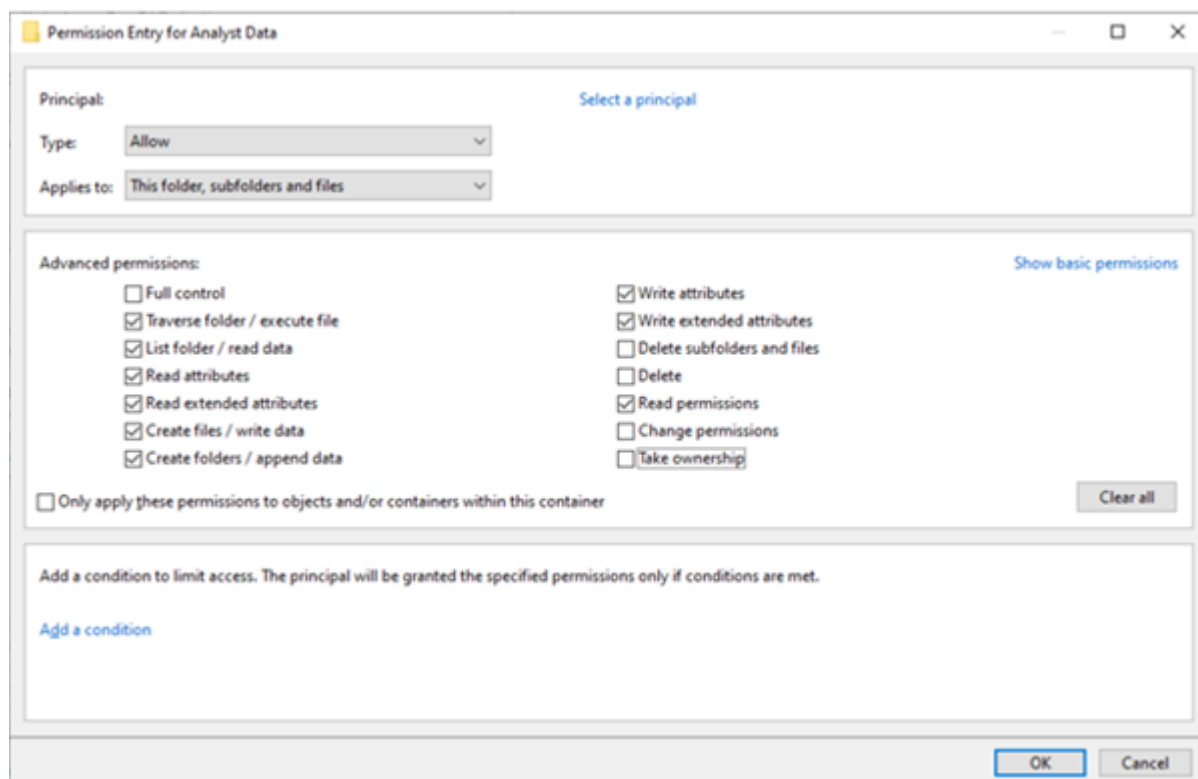 Permission Entry for Analyst Data
Principal: Select a principal
Type: Allow
Applies to: This folder, subfolders and files
Advanced permissions: Show basic permissions
Full control Write attributes
Traverse folder / execute file Write extended attributes
List folder / read data Delete subfolders and files
Read attributes Delete
Read extended attributes Read permissions
Create files / write data Change permissions
Create folders / append data Take ownership
Only apply these permissions to objects and/or containers within this container Clear all
Add a condition to limit access. The principal will be granted the specified permissions only if conditions are met.
Add a condition
OK Cancel